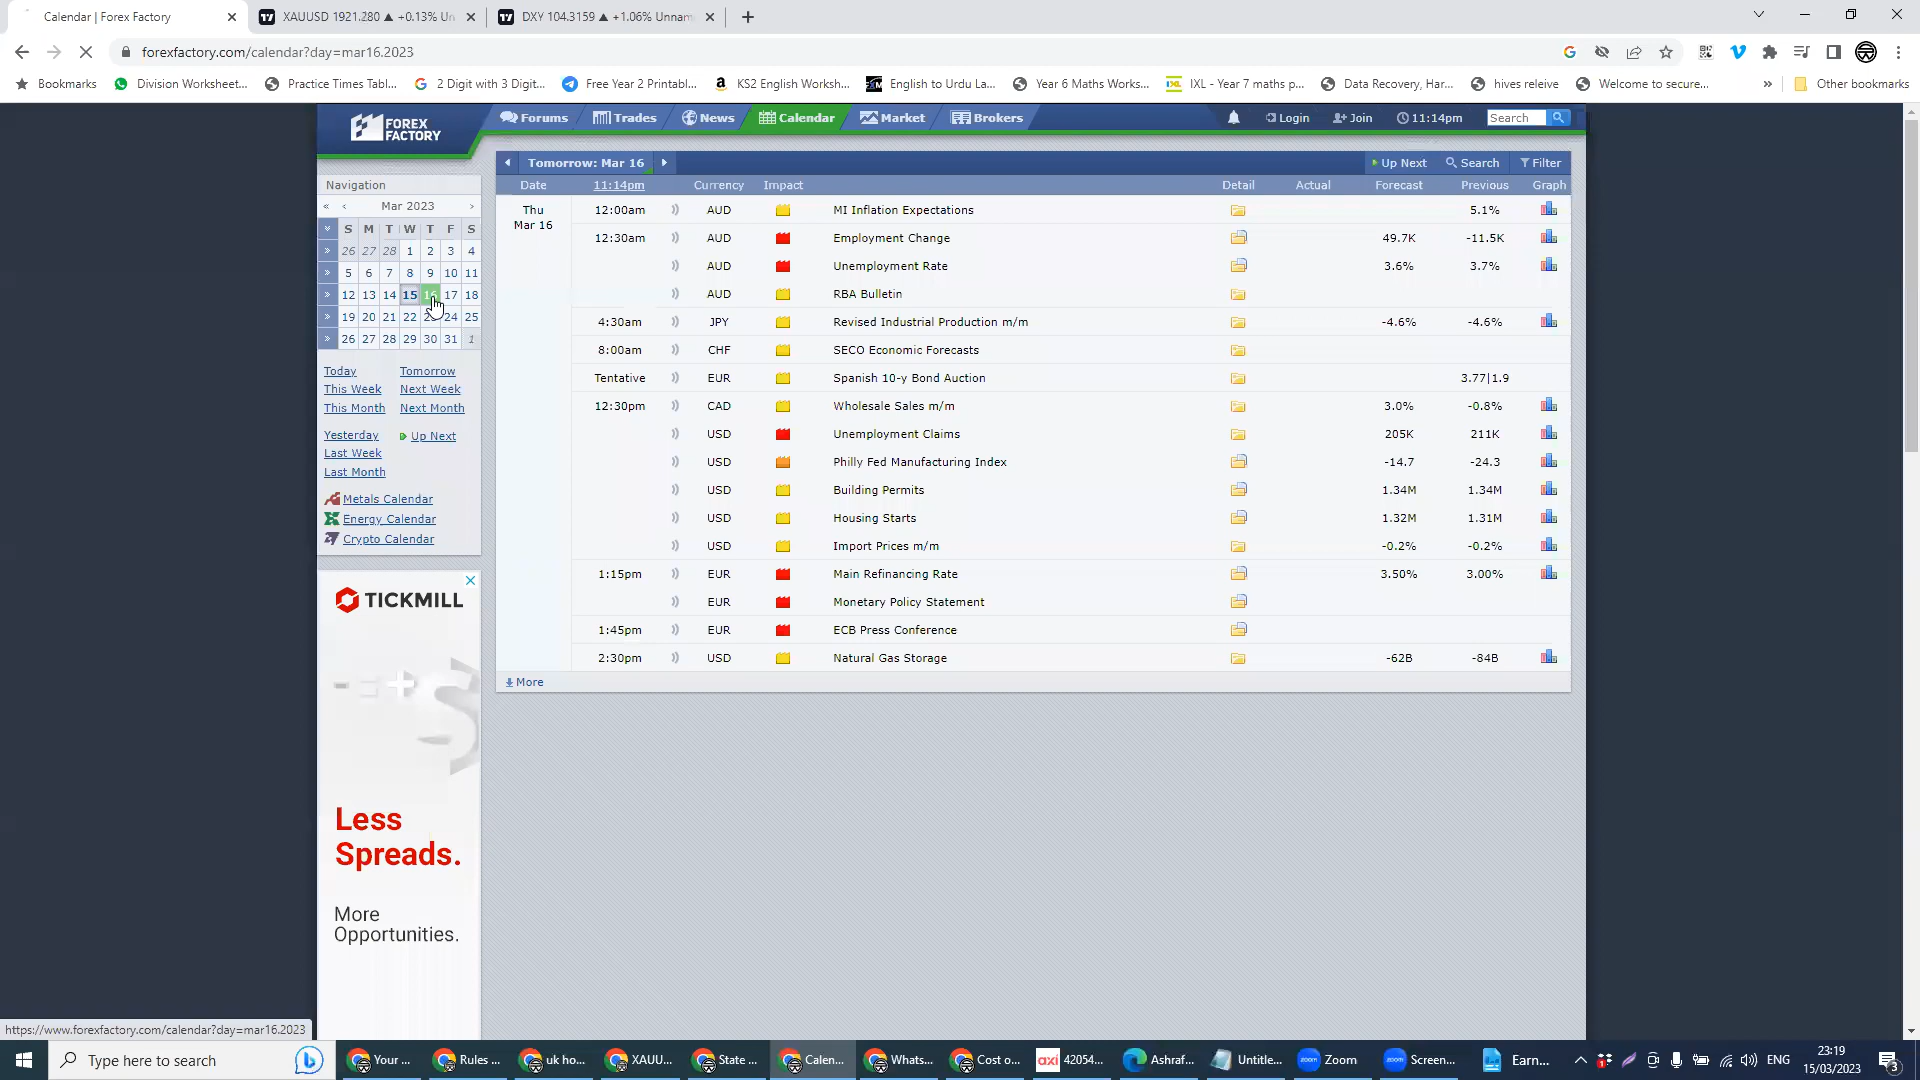 Calendar | Forex Factory
XAUUSD 1921.280 ▲ +0.13% Un
DXY 104.3159 ▲ +1.06% Unnam
forexfactory.com/calendar?day=mar16.2023
Bookmarks
Division Worksheet...
Practice Times Tabl...
2 Digit with 3 Digit...
Free Year 2 Printabl...
KS2 English Worksh...
English to Urdu La...
Year 6 Maths Works...
IXL - Year 7 maths p...
Data Recovery, Har...
hives releive
Welcome to secure...
Other bookmarks
FOREX FACTORY
Forums
Trades
News
Calendar
Market
Brokers
Login
Join
11:14pm
Search
Navigation
Mar 2023
S M T W T F S
26 27 28 1 2 3 4
5 6 7 8 9 10 11
12 13 14 15 16 17 18
19 20 21 22 23 24 25
26 27 28 29 30 31 1
Today Tomorrow
This Week Next Week
This Month Next Month
Yesterday Up Next
Last Week
Last Month
Metals Calendar
Energy Calendar
Crypto Calendar
TICKMILL
Less
Spreads.
More
Opportunities.
Tomorrow: Mar 16
Up Next Search Filter
Date 11:14pm Currency Impact Detail Actual Forecast Previous Graph
Thu
Mar 16
12:00am AUD MI Inflation Expectations 5.1%
12:30am AUD Employment Change 49.7K -11.5K
AUD Unemployment Rate 3.6% 3.7%
AUD RBA Bulletin
4:30am JPY Revised Industrial Production m/m -4.6% -4.6%
8:00am CHF SECO Economic Forecasts
Tentative EUR Spanish 10-y Bond Auction 3.77|1.9
12:30pm CAD Wholesale Sales m/m 3.0% -0.8%
USD Unemployment Claims 205K 211K
USD Philly Fed Manufacturing Index -14.7 -24.3
USD Building Permits 1.34M 1.34M
USD Housing Starts 1.32M 1.31M
USD Import Prices m/m -0.2% -0.2%
1:15pm EUR Main Refinancing Rate 3.50% 3.00%
EUR Monetary Policy Statement
1:45pm EUR ECB Press Conference
2:30pm USD Natural Gas Storage -62B -84B
More
https://www.forexfactory.com/calendar?day=mar16.2023
Type here to search
Your ...
Rules ...
uk ho...
XAUU...
State ...
Calen...
Whats...
Cost o...
axi
42054...
Ashraf...
Untitle...
zoom
Zoom
zoom
Screen...
Earn...
ENG
23:19
15/03/2023
3